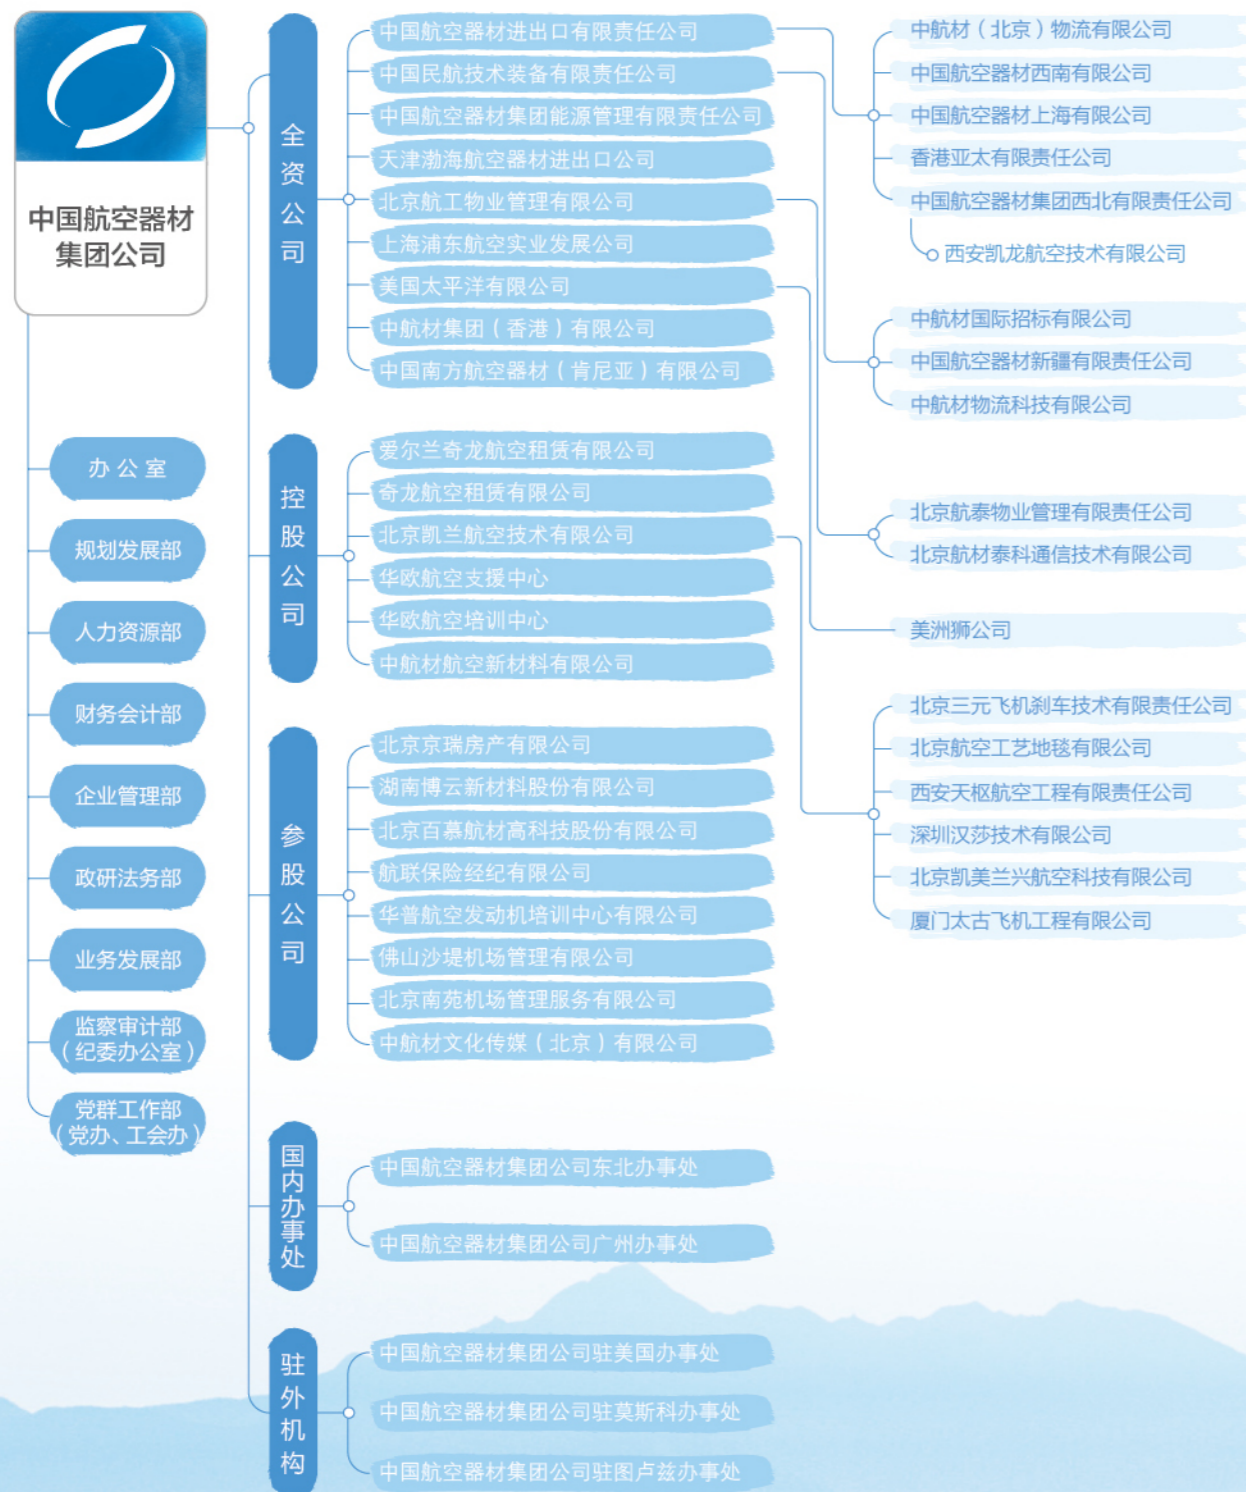 中国航空器材
集团公司
办公室
规划发展部
人力资源部
财务会计部
企业管理部
政研法务部
业务发展部
监察审计部
（纪委办公室）
党群工作部
（党办、工会办）
全资公司
中国航空器材进出口有限责任公司
中国民航技术装备有限责任公司
中国航空器材集团能源管理有限责任公司
天津渤海航空器材进出口公司
北京航工物业管理有限公司
上海浦东航空实业发展公司
美国太平洋有限公司
中航材集团（香港）有限公司
中国南方航空器材（肯尼亚）有限公司
控股公司
爱尔兰奇龙航空租赁有限公司
奇龙航空租赁有限公司
北京凯兰航空技术有限公司
华欧航空支援中心
华欧航空培训中心
中航材航空新材料有限公司
参股公司
北京京瑞房产有限公司
湖南博云新材料股份有限公司
北京百慕航材高科技股份有限公司
航联保险经纪有限公司
华普航空发动机培训中心有限公司
佛山沙堤机场管理有限公司
北京南苑机场管理服务有限公司
中航材文化传媒（北京）有限公司
国内办事处
中国航空器材集团公司东北办事处
中国航空器材集团公司广州办事处
驻外机构
中国航空器材集团公司驻美国办事处
中国航空器材集团公司驻莫斯科办事处
中国航空器材集团公司驻图卢兹办事处
中航材（北京）物流有限公司
中国航空器材西南有限公司
中国航空器材上海有限公司
香港亚太有限责任公司
中国航空器材集团西北有限责任公司
西安凯龙航空技术有限公司
中航材国际招标有限公司
中国航空器材新疆有限责任公司
中航材物流科技有限公司
北京航泰物业管理有限责任公司
北京航材泰科通信技术有限公司
美洲狮公司
北京三元飞机刹车技术有限责任公司
北京航空工艺地毯有限公司
西安天枢航空工程有限责任公司
深圳汉莎技术有限公司
北京凯美兰兴航空科技有限公司
厦门太古飞机工程有限公司